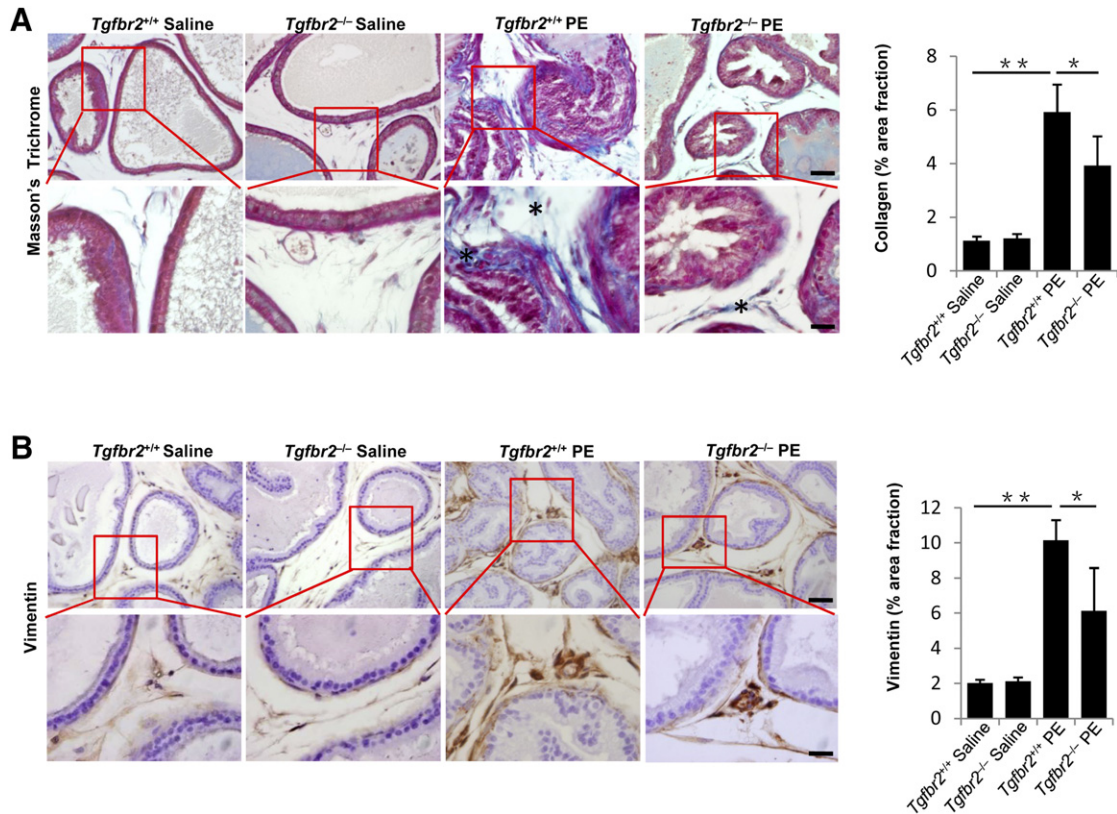 A
Tgfbr2+/+ Saline
Tgfbr2–/– Saline
Tgfbr2+/+ PE
Tgfbr2–/– PE
Masson's Trichrome
*
*
*
Collagen (% area fraction)
8
6
4
2
0
* *
*
Tgfbr2+/+ Saline
Tgfbr2–/– Saline
Tgfbr2+/+ PE
Tgfbr2–/– PE
B
Tgfbr2+/+ Saline
Tgfbr2–/– Saline
Tgfbr2+/+ PE
Tgfbr2–/– PE
Vimentin
Vimentin (% area fraction)
12
10
8
6
4
2
0
* *
*
Tgfbr2+/+ Saline
Tgfbr2–/– Saline
Tgfbr2+/+ PE
Tgfbr2–/– PE